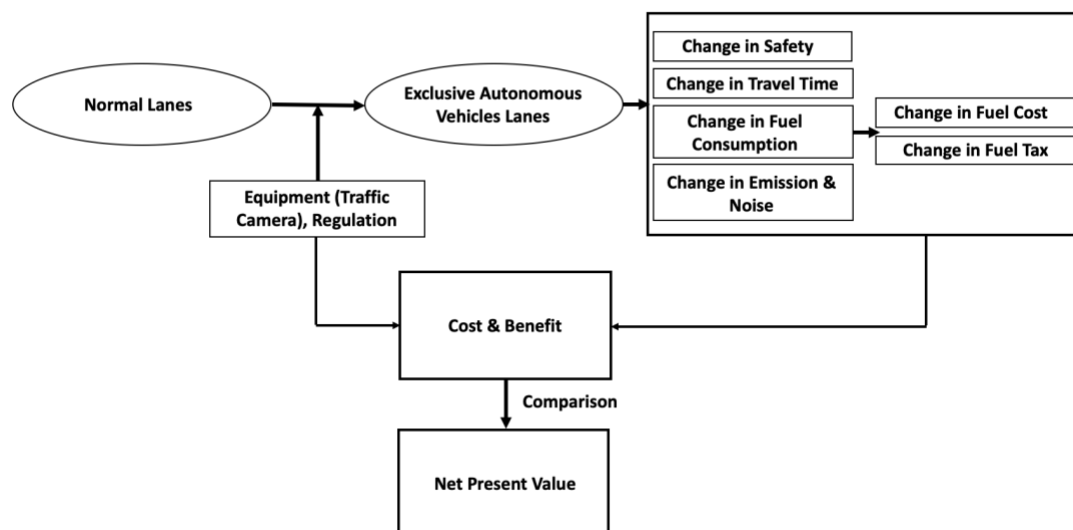 Normal Lanes
Exclusive Autonomous
Vehicles Lanes
Change in Safety
Change in Travel Time
Change in Fuel
Consumption
Change in Emission &
Noise
Change in Fuel Cost
Change in Fuel Tax
Equipment (Traffic
Camera), Regulation
Cost & Benefit
Comparison
Net Present Value